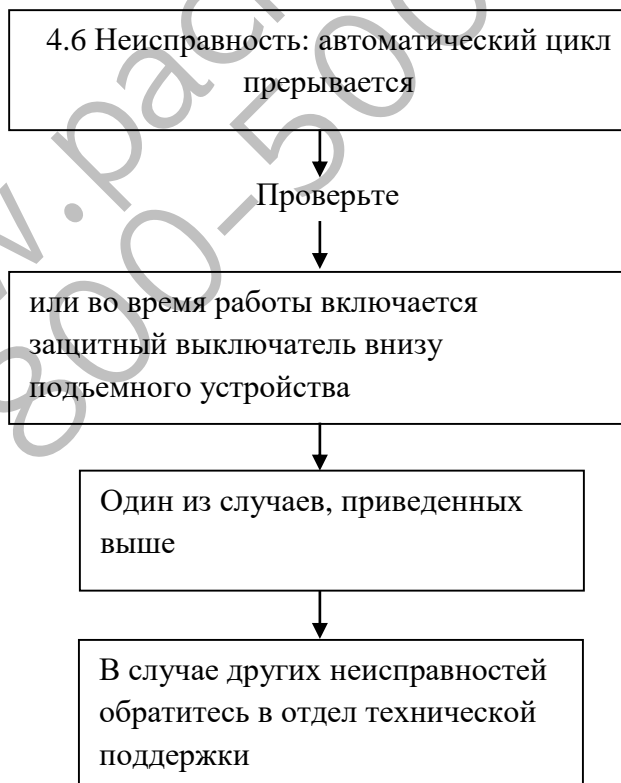 4.6 Неисправность: автоматический цикл
прерывается
Проверьте
или во время работы включается
защитный выключатель внизу
подъемного устройства
Один из случаев, приведенных
выше
В случае других неисправностей
обратитесь в отдел технической
поддержки